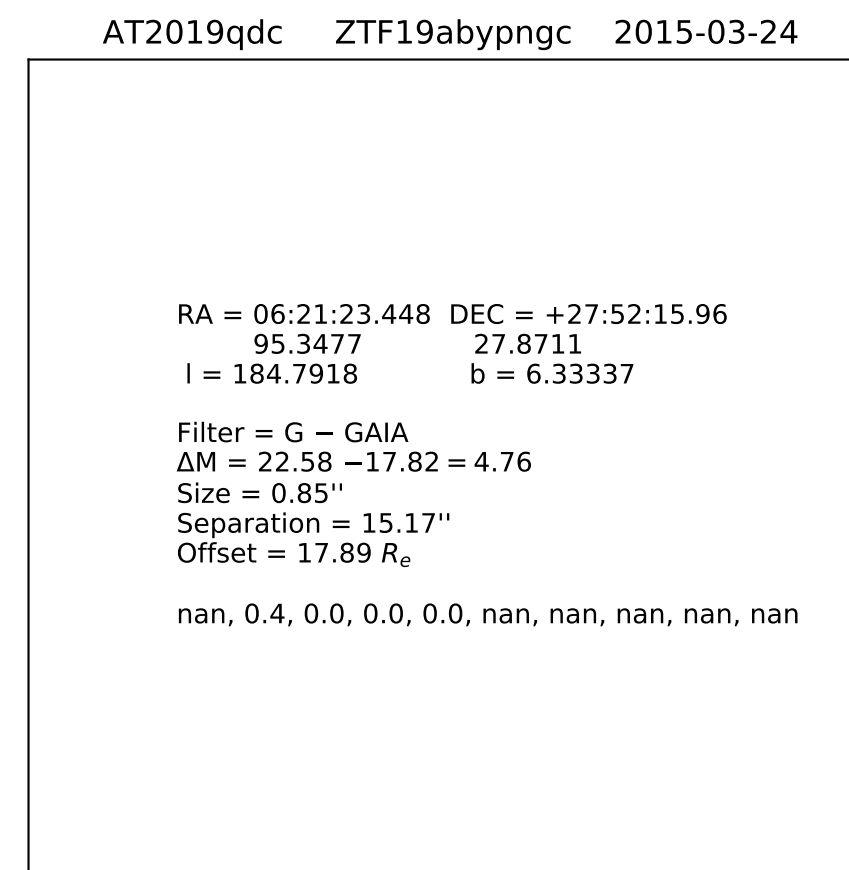 AT2019qdc ZTF19abypngc 2015-03-24
RA = 06:21:23.448 DEC = +27:52:15.96
95.3477 27.8711
l = 184.7918 b = 6.33337
Filter = G − GAIA
ΔM = 22.58 −17.82 = 4.76
Size = 0.85''
Separation = 15.17''
Offset = 17.89 Re
nan, 0.4, 0.0, 0.0, 0.0, nan, nan, nan, nan, nan